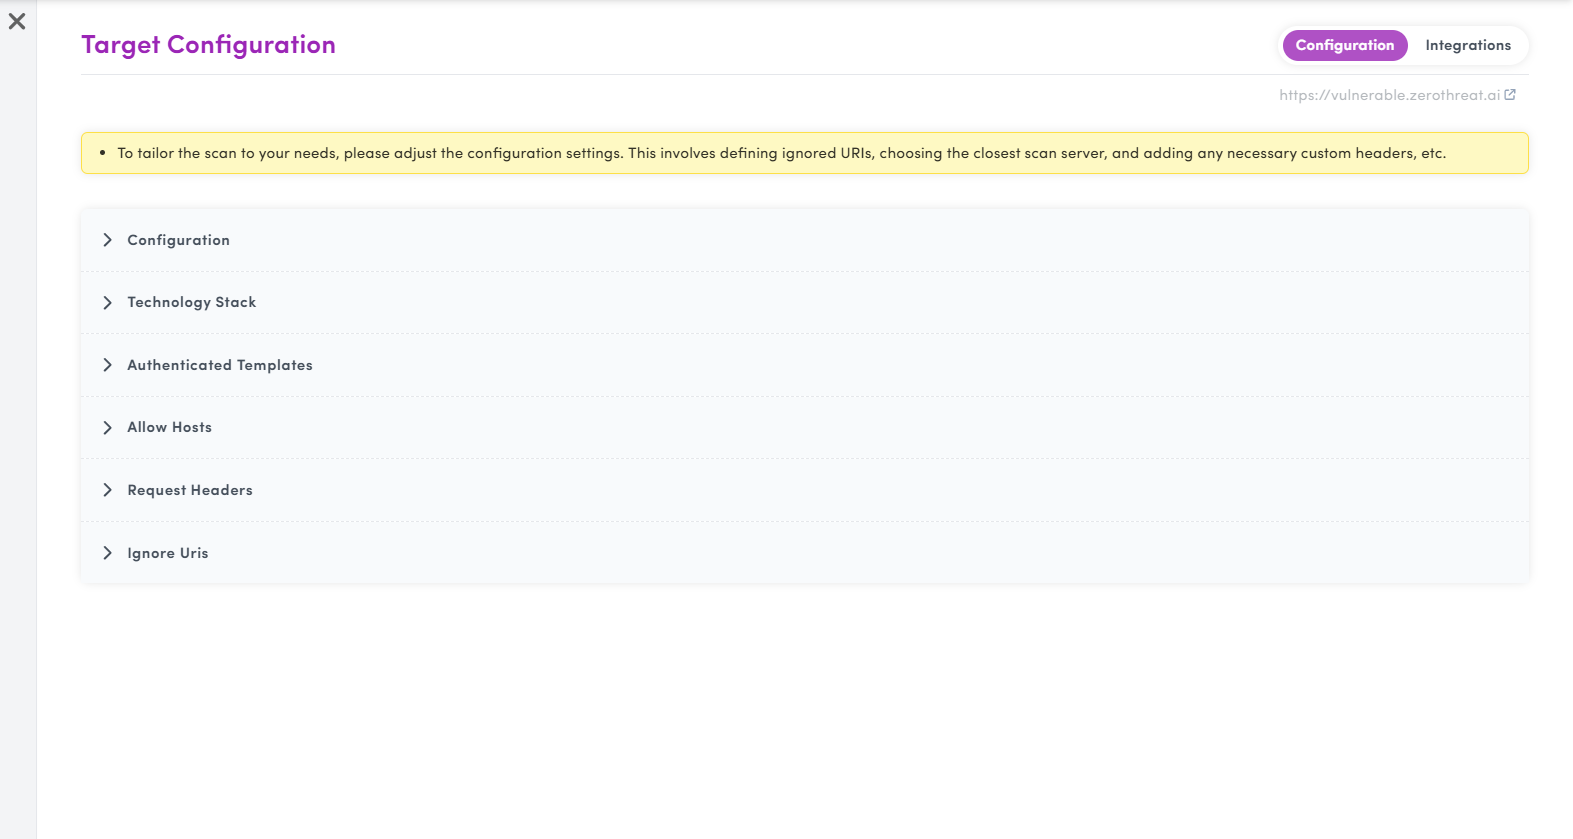 Target Configuration
Configuration
Integrations
https://vulnerable.zerothreat.ai
• To tailor the scan to your needs, please adjust the configuration settings. This involves defining ignored URIs, choosing the closest scan server, and adding any necessary custom headers, etc.
Configuration
Technology Stack
Authenticated Templates
Allow Hosts
Request Headers
Ignore Uris